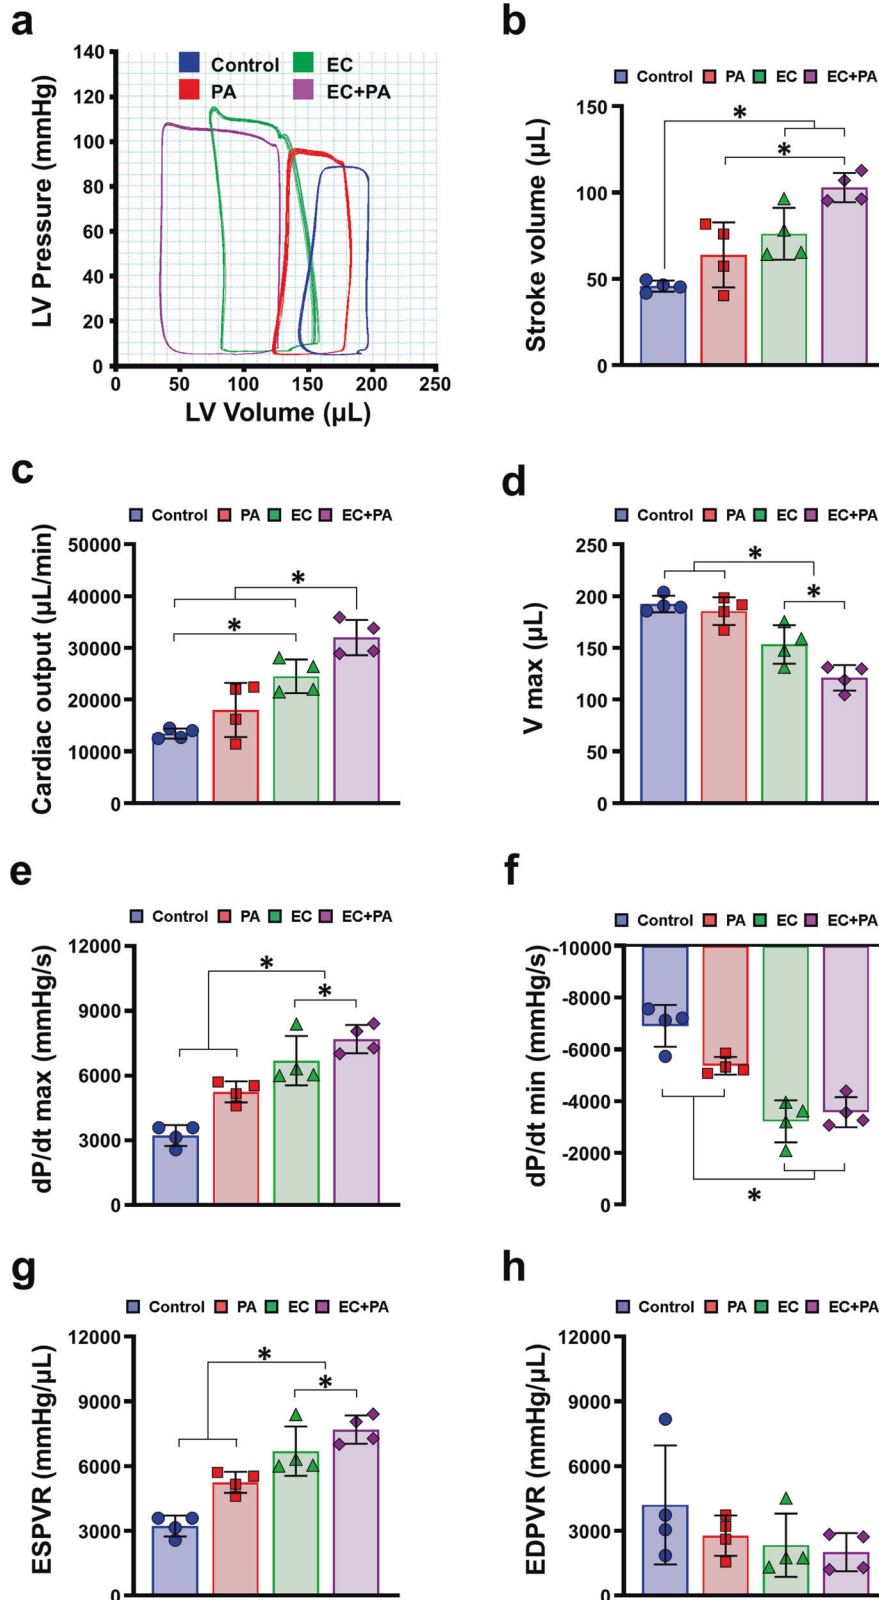 a
140
120
100
80
60
40
20
0
LV Pressure (mmHg)
Control EC
PA EC+PA
0 50 100 150 200 250
LV Volume (µL)
b
Control PA EC EC+PA
150
100
50
0
Stroke volume (µL)
*
*
c
Control PA EC EC+PA
50000
40000
30000
20000
10000
0
Cardiac output (µL/min)
*
*
d
Control PA EC EC+PA
250
200
150
100
50
0
V max (µL)
*
*
e
Control PA EC EC+PA
12000
9000
6000
3000
0
dP/dt max (mmHg/s)
*
*
f
Control PA EC EC+PA
-10000
-8000
-6000
-4000
-2000
0
dP/dt min (mmHg/s)
*
g
Control PA EC EC+PA
12000
9000
6000
3000
0
ESPVR (mmHg/µL)
*
*
h
Control PA EC EC+PA
12000
9000
6000
3000
0
EDPVR (mmHg/µL)